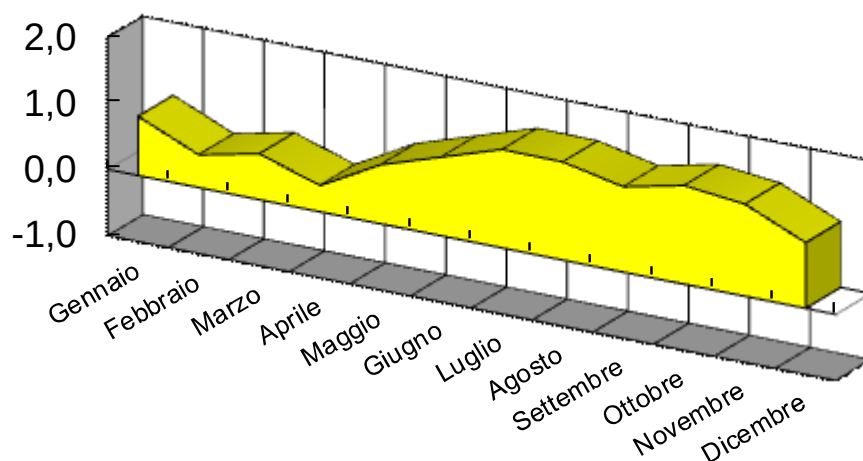 2,0
1,0
0,0
-1,0
Gennaio
Febbraio
Marzo
Aprile
Maggio
Giugno
Luglio
Agosto
Settembre
Ottobre
Novembre
Dicembre